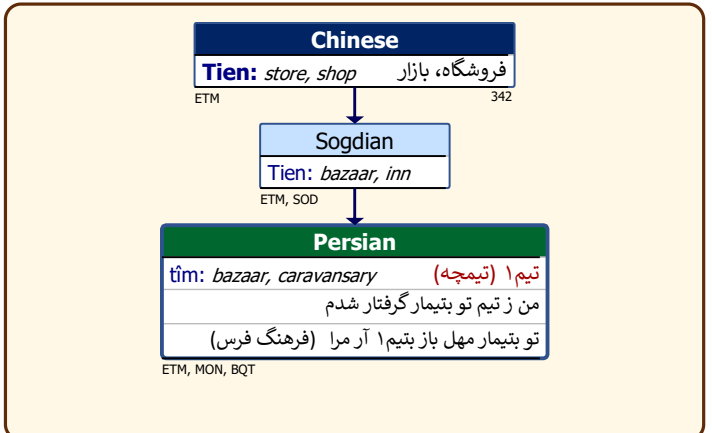 Chinese
Tien: store, shop فروشگاه، بازار
ETM 342
Sogdian
Tien: bazaar, inn
ETM, SOD
Persian
tîm: bazaar, caravansary تیم۱ (تیمچه)
من ز تیم تو بتیمار گرفتار شدم
تو بتیمار مهل باز بتیم۱ آر مرا (فرهنگ فرس)
ETM, MON, BQT